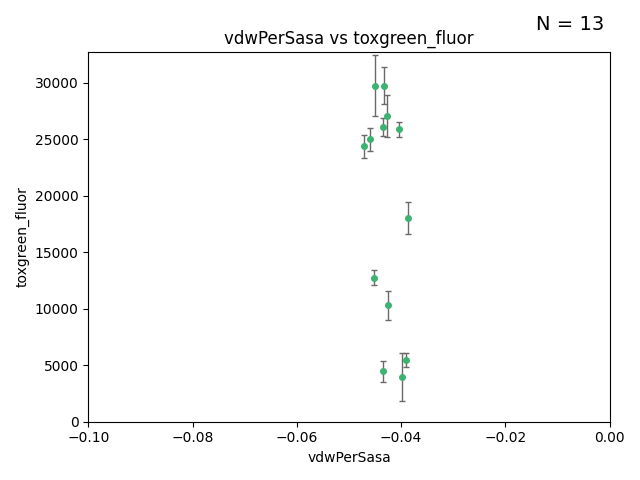 N = 13
vdwPerSasa vs toxgreen_fluor
toxgreen_fluor
30000
25000
20000
15000
10000
5000
0
−0.10 −0.08 −0.06 −0.04 −0.02 0.00
vdwPerSasa